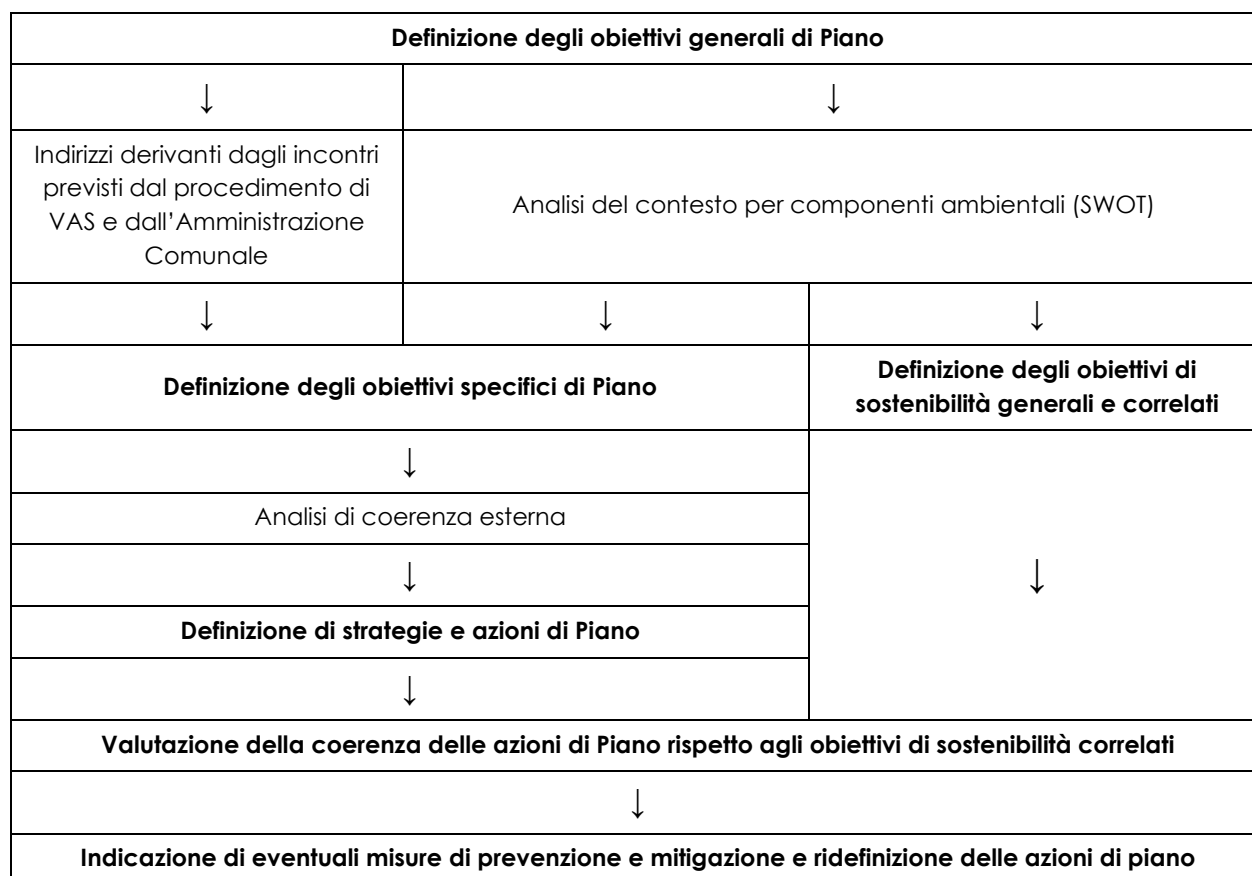 Definizione degli obiettivi generali di Piano
↓ ↓
Indirizzi derivanti dagli incontri
previsti dal procedimento di
VAS e dall’Amministrazione
Comunale
Analisi del contesto per componenti ambientali (SWOT)
↓ ↓ ↓
Definizione degli obiettivi specifici di Piano
Definizione degli obiettivi di
sostenibilità generali e correlati
↓
Analisi di coerenza esterna
↓
↓
Definizione di strategie e azioni di Piano
↓
Valutazione della coerenza delle azioni di Piano rispetto agli obiettivi di sostenibilità correlati
↓
Indicazione di eventuali misure di prevenzione e mitigazione e ridefinizione delle azioni di piano